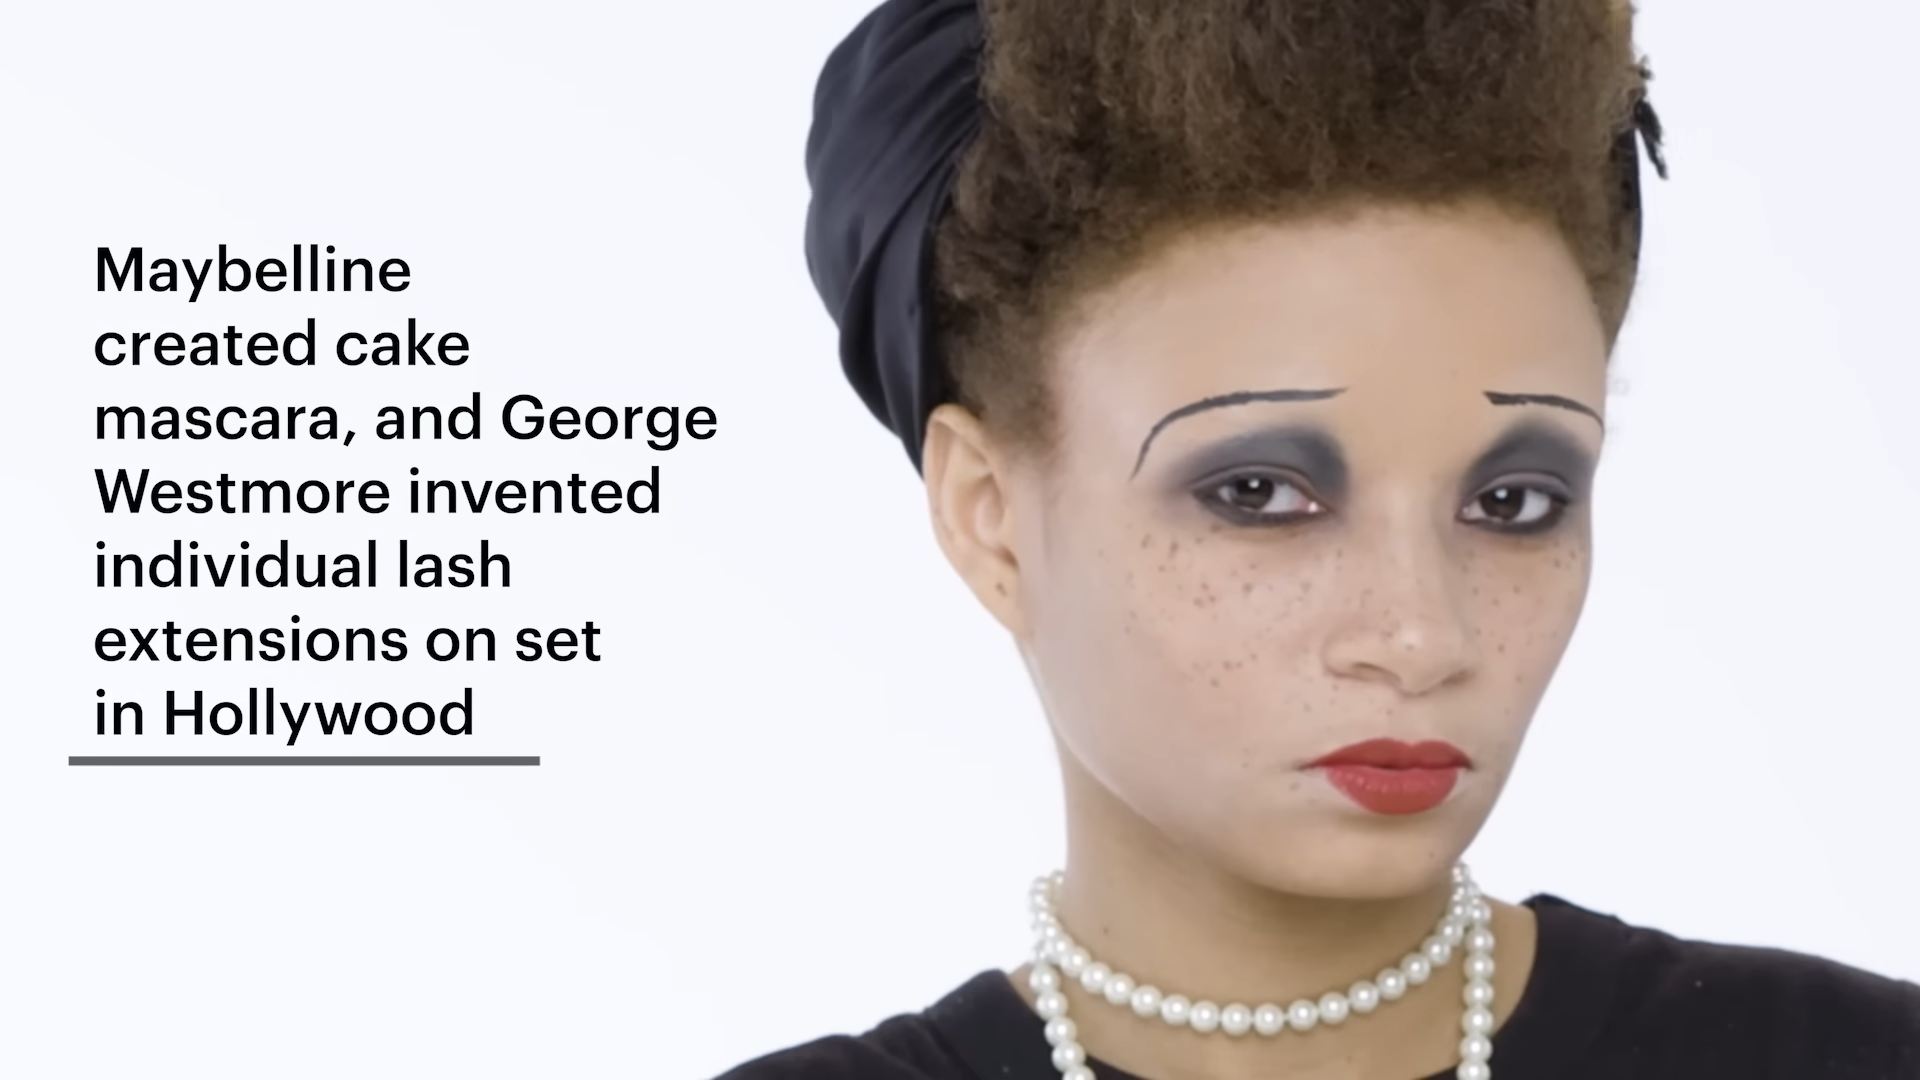 Maybelline
created cake
mascara, and George
Westmore invented
individual lash
extensions on set
in Hollywood